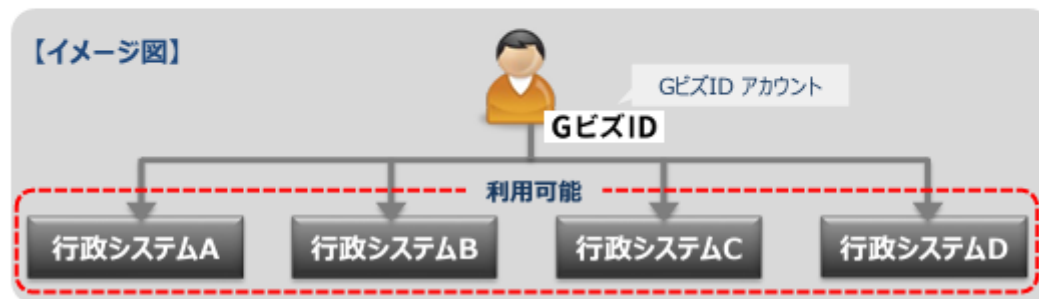 【イメージ図】
GビズID アカウント
GビズID
利用可能
行政システムA
行政システムB
行政システムC
行政システムD